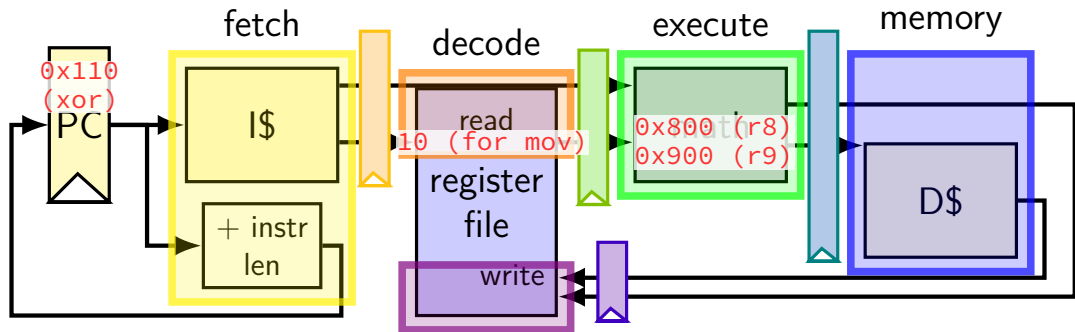 fetch
decode
execute
memory
0x110
(xor)
PC
I$
read
10 (for mov)
0x800 (r8)
math
0x900 (r9)
register
file
D$
+ instr
len
write